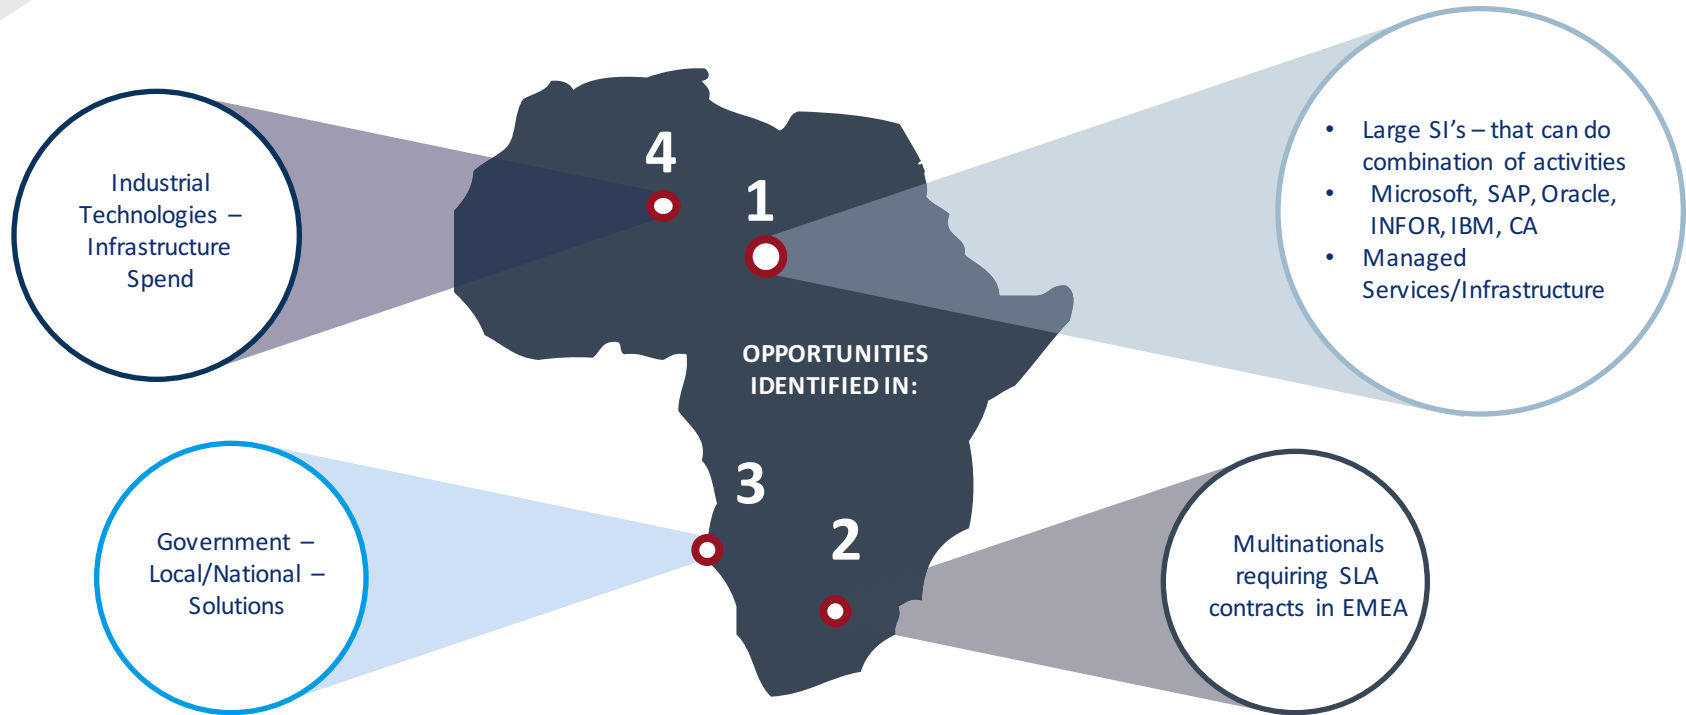 4
1
OPPORTUNITIES
IDENTIFIED IN:
3
2
Industrial
Technologies –
Infrastructure
Spend
• Large SI's – that can do
combination of activities
• Microsoft, SAP, Oracle,
INFOR, IBM, CA
• Managed
Services/Infrastructure
Government –
Local/National –
Solutions
Multinationals
requiring SLA
contracts in EMEA